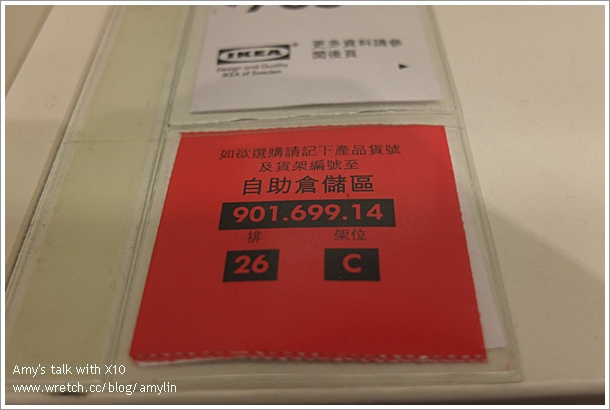 IKEA®
Design and Quality
IKEA of Sweden
更多資料請參
閱後頁
如欲選購請記下產品貨號
及貨架編號至
自助倉儲區
901.699.14
排 架位
26 C
Amy's talk with X10
www.wretch.cc/blog/amylin